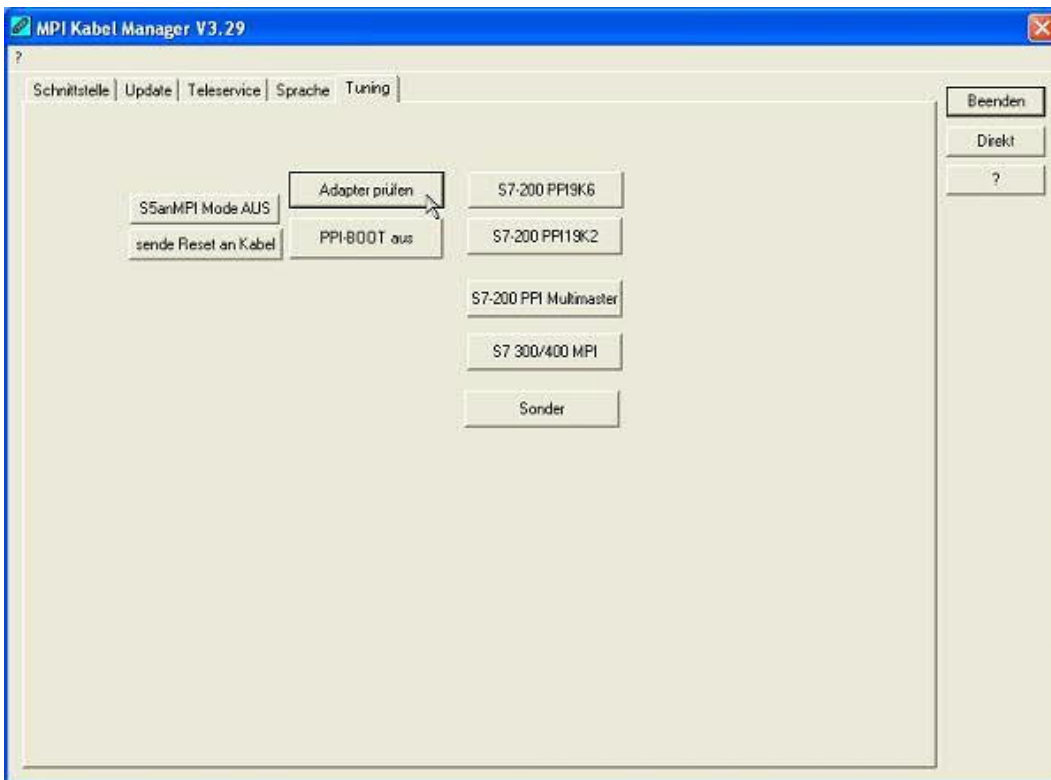 MPI Kabel Manager V3.29
?
Schnittstelle Update Teleservice Sprache Tuning
Beenden
Direkt
?
Adapter prüfen
S7-200 PPI9K6
S5anMPI Mode AUS
PPI-BOOT aus
S7-200 PPI19K2
sende Reset an Kabel
S7-200 PPI Multimaster
S7 300/400 MPI
Sonder